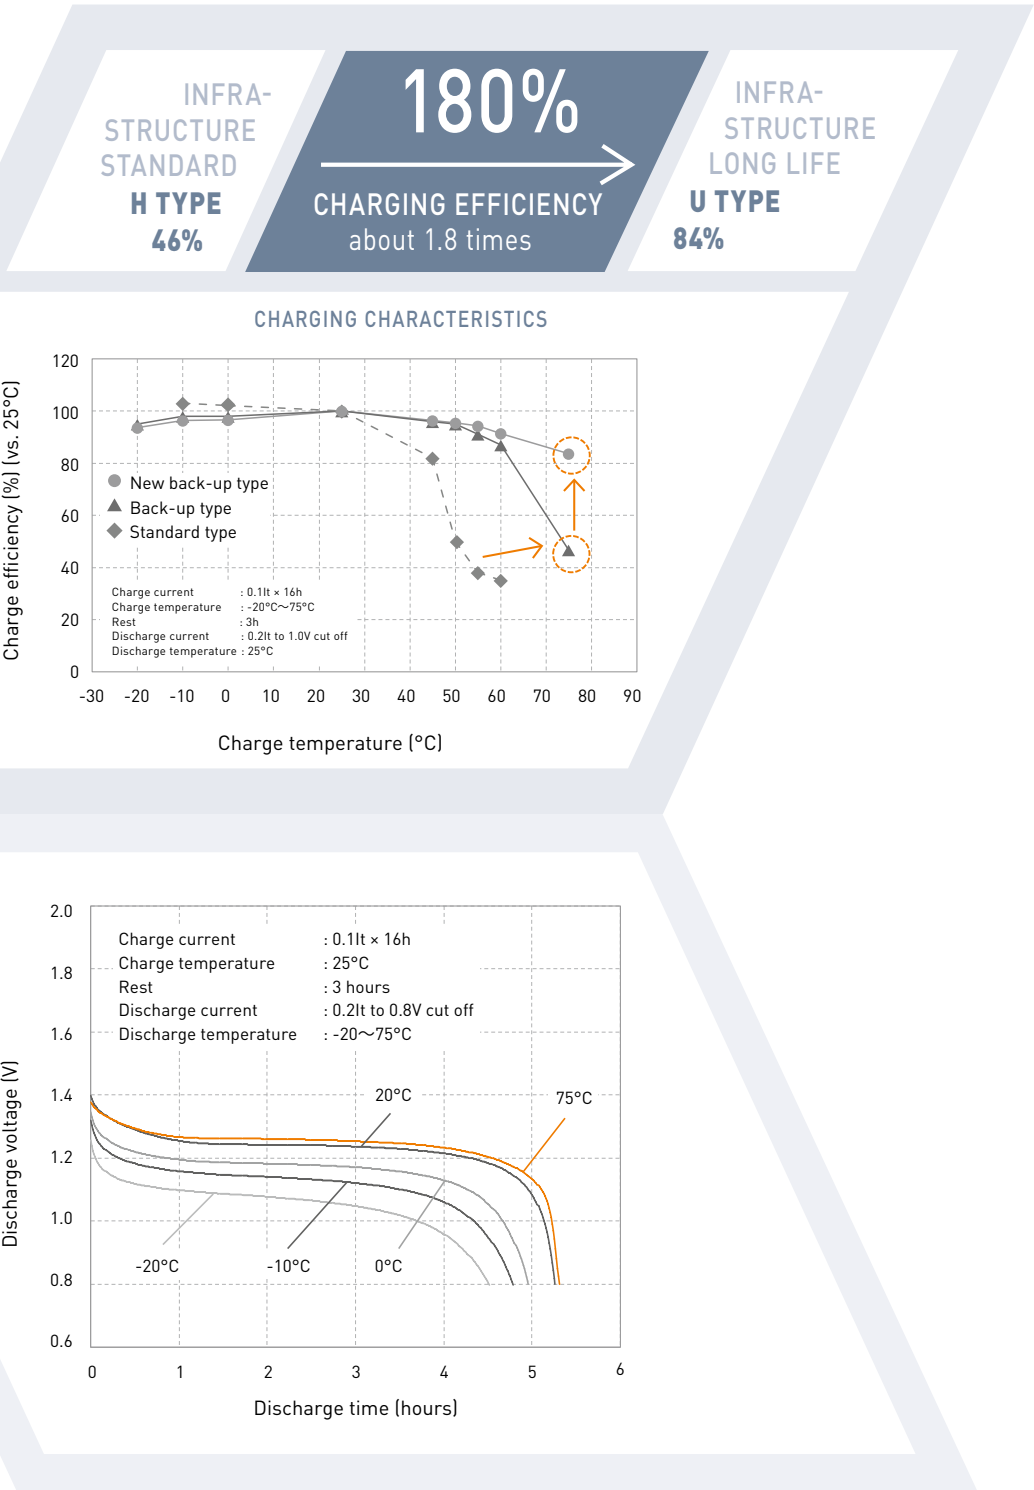 INFRA-
STRUCTURE
STANDARD
H TYPE
46%
180%
CHARGING EFFICIENCY
about 1.8 times
INFRA-
STRUCTURE
LONG LIFE
U TYPE
84%
CHARGING CHARACTERISTICS
Charge efficiency (%) (vs. 25°C)
120
100
80
60
40
20
0
New back-up type
Back-up type
Standard type
Charge current : 0.1It × 16h
Charge temperature : -20°C～75°C
Rest : 3h
Discharge current : 0.2It to 1.0V cut off
Discharge temperature : 25°C
-30 -20 -10 0 10 20 30 40 50 60 70 80 90
Charge temperature (°C)
Discharge voltage (V)
2.0
1.8
1.6
1.4
1.2
1.0
0.8
0.6
Charge current : 0.1It × 16h
Charge temperature : 25°C
Rest : 3 hours
Discharge current : 0.2It to 0.8V cut off
Discharge temperature : -20～75°C
20°C
75°C
-20°C
-10°C
0°C
0 1 2 3 4 5 6
Discharge time (hours)